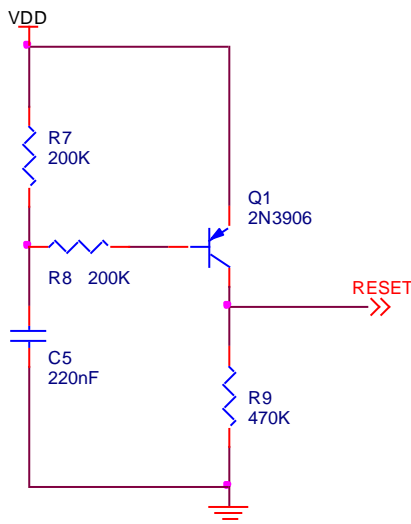 VDD
R7
200K
Q1
2N3906
R8 200K
RESET
C5
220nF
R9
470K